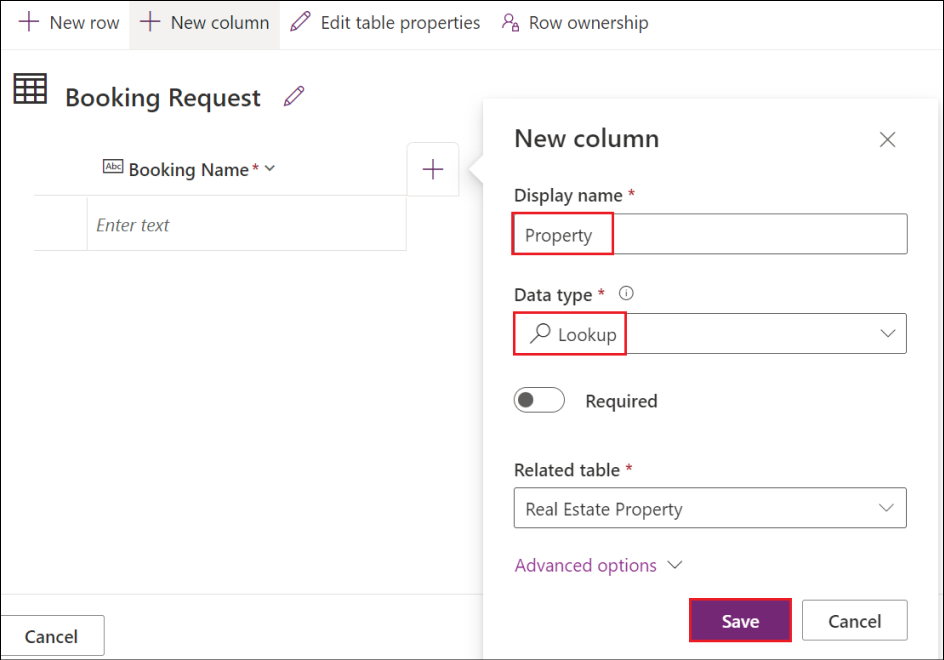 New row New column Edit table properties Row ownership
Booking Request
Abc Booking Name *
Enter text
New column
Display name *
Property
Data type *
Lookup
Required
Related table *
Real Estate Property
Advanced options
Save Cancel
Cancel